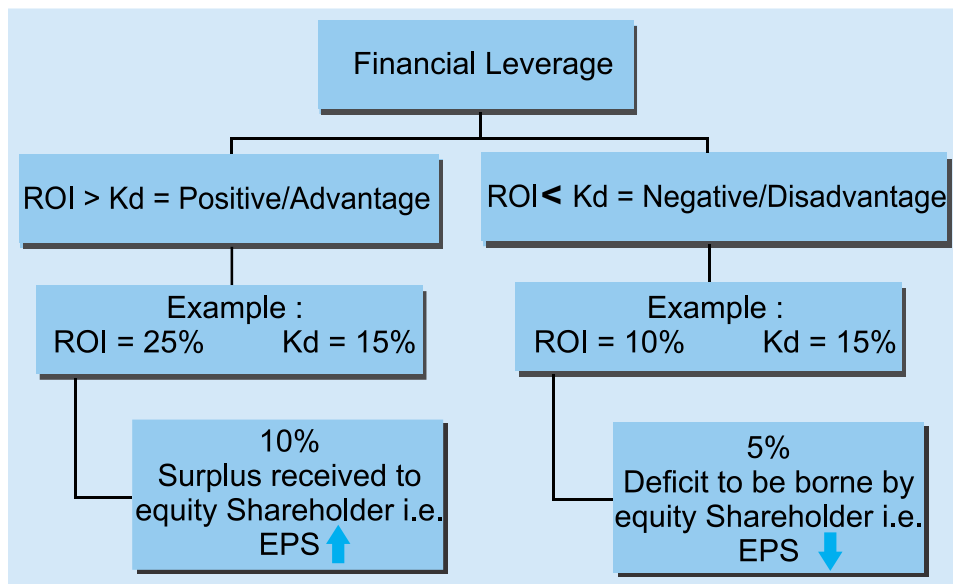 Financial Leverage
ROI > Kd = Positive/Advantage
ROI < Kd = Negative/Disadvantage
Example :
ROI = 25% Kd = 15%
Example :
ROI = 10% Kd = 15%
10%
Surplus received to
equity Shareholder i.e.
EPS
5%
Deficit to be borne by
equity Shareholder i.e.
EPS